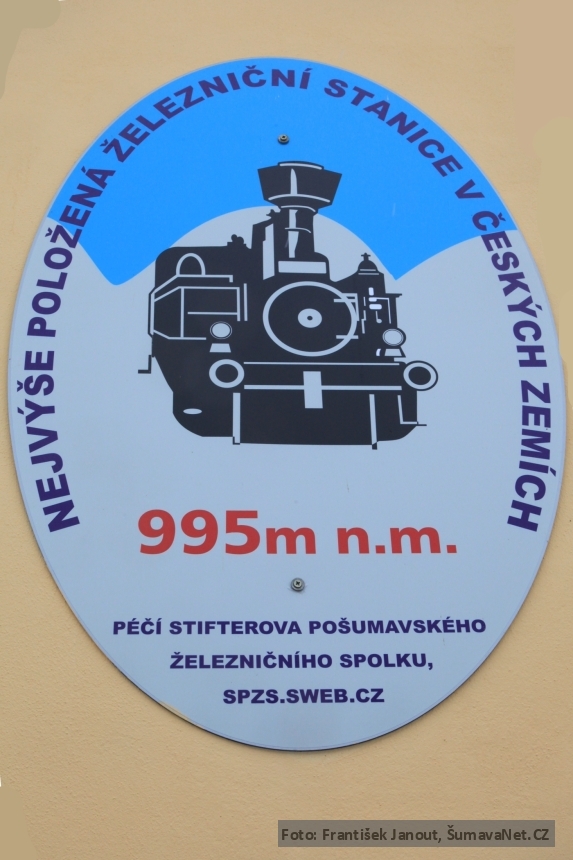 NEJVÝŠE POLOŽENÁ ŽELEZNIČNÍ STANICE V ČESKÝCH ZEMÍCH
995m n.m.
PÉČÍ STIFTEROVA POŠUMAVSKÉHO
ŽELEZNIČNÍHO SPOLKU,
SPZS.SWEB.CZ
Foto: František Janout, ŠumavaNet.CZ